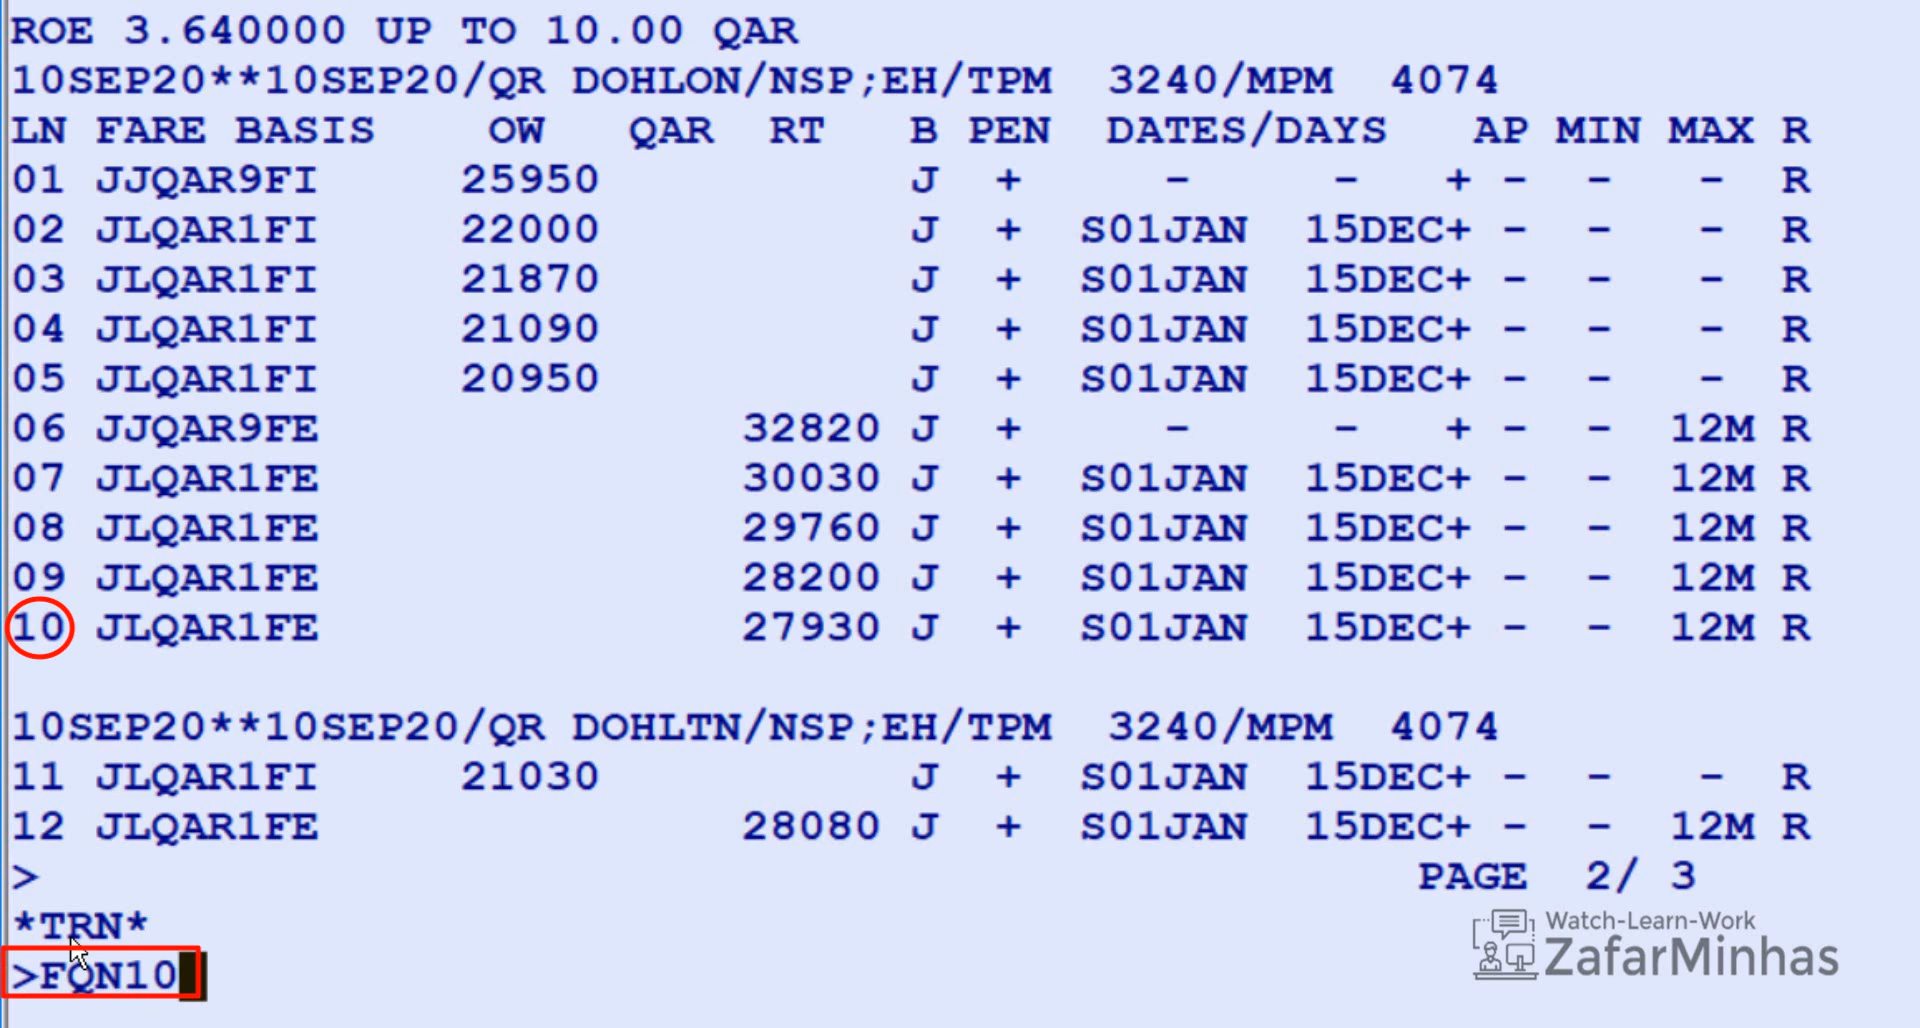 ROE 3.640000 UP TO 10.00 QAR
10SEP20**10SEP20/QR DOHLON/NSP;EH/TPM 3240/MPM 4074
LN FARE BASIS OW QAR RT B PEN DATES/DAYS AP MIN MAX R
01 JJQAR9FI 25950 J + - - + - - - R
02 JLQAR1FI 22000 J + S01JAN 15DEC+ - - - R
03 JLQAR1FI 21870 J + S01JAN 15DEC+ - - - R
04 JLQAR1FI 21090 J + S01JAN 15DEC+ - - - R
05 JLQAR1FI 20950 J + S01JAN 15DEC+ - - - R
06 JJQAR9FE 32820 J + - - + - - 12M R
07 JLQAR1FE 30030 J + S01JAN 15DEC+ - - 12M R
08 JLQAR1FE 29760 J + S01JAN 15DEC+ - - 12M R
09 JLQAR1FE 28200 J + S01JAN 15DEC+ - - 12M R
10 JLQAR1FE 27930 J + S01JAN 15DEC+ - - 12M R
10SEP20**10SEP20/QR DOHLTN/NSP;EH/TPM 3240/MPM 4074
11 JLQAR1FI 21030 J + S01JAN 15DEC+ - - - R
12 JLQAR1FE 28080 J + S01JAN 15DEC+ - - 12M R
> PAGE 2/ 3
*TRN*
>FQN10
Watch-Learn-Work
ZafarMinhas